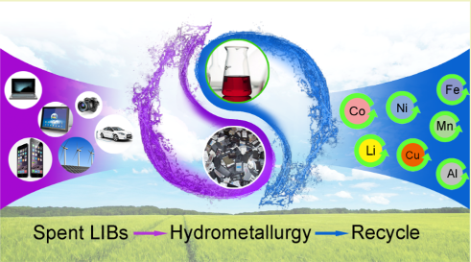 Fe
Co
Ni
Mn
Li
Cu
Al
Spent LIBs → Hydrometallurgy → Recycle